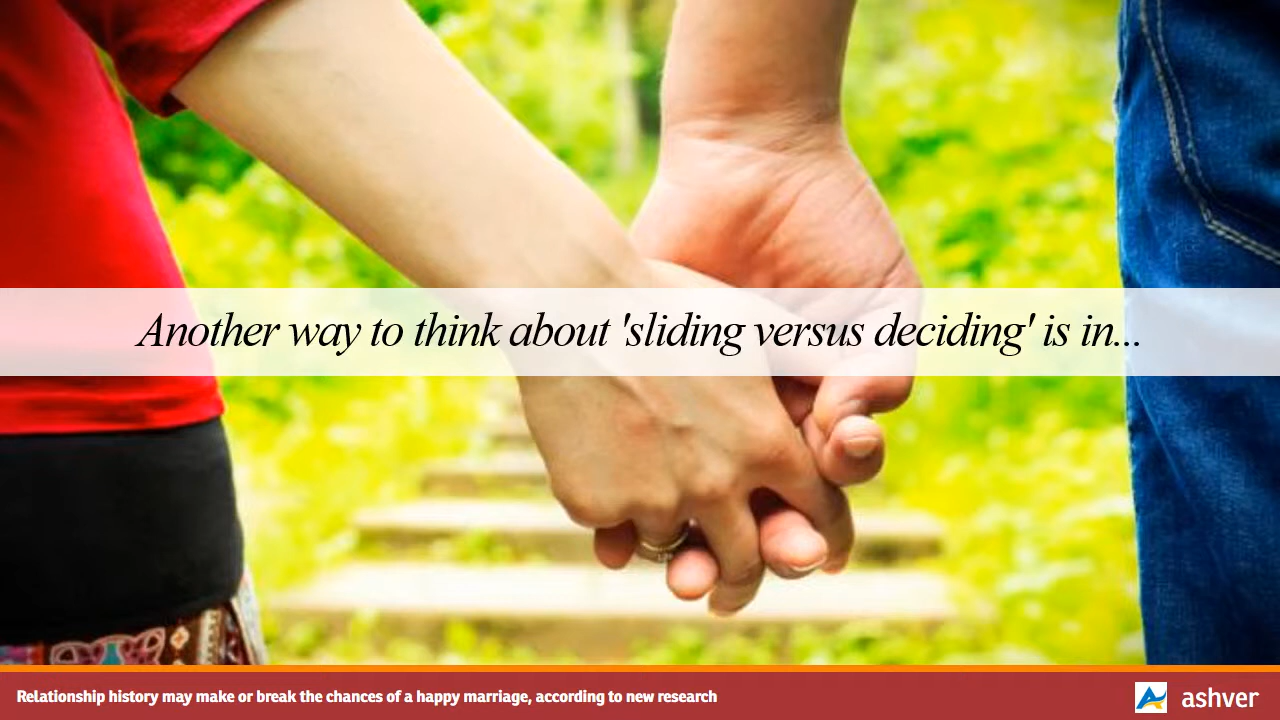 Another way to think about 'sliding versus deciding' is in...
Relationship history may make or break the chances of a happy marriage, according to new research
ashver